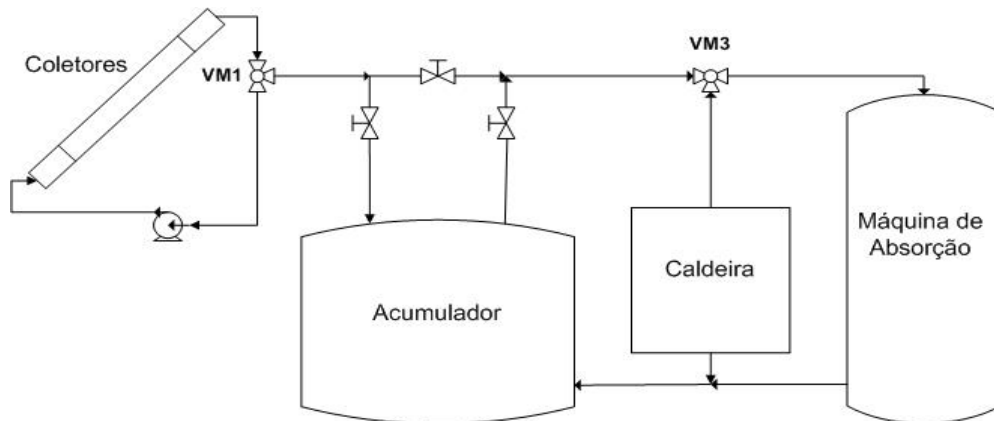 Coletores
VM1
VM3
Máquina de
Absorção
Caldeira
Acumulador